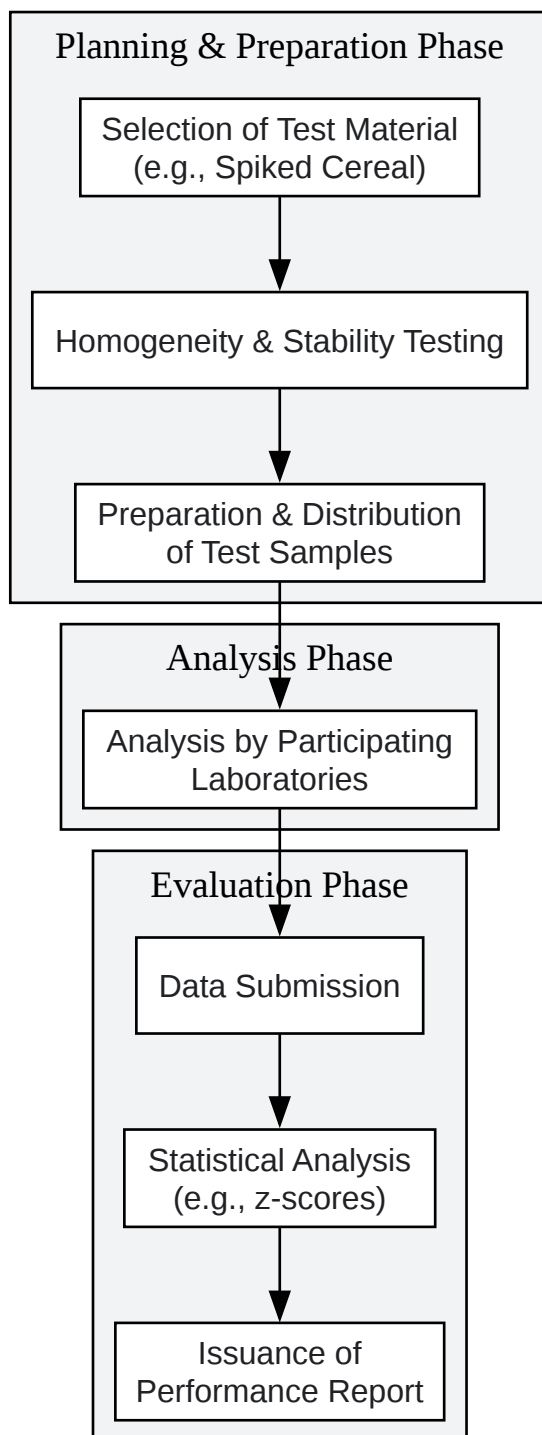 Planning & Preparation Phase
Selection of Test Material
(e.g., Spiked Cereal)
Homogeneity & Stability Testing
Preparation & Distribution
of Test Samples
Analysis Phase
Analysis by Participating
Laboratories
Evaluation Phase
Data Submission
Statistical Analysis
(e.g., z-scores)
Issuance of
Performance Report